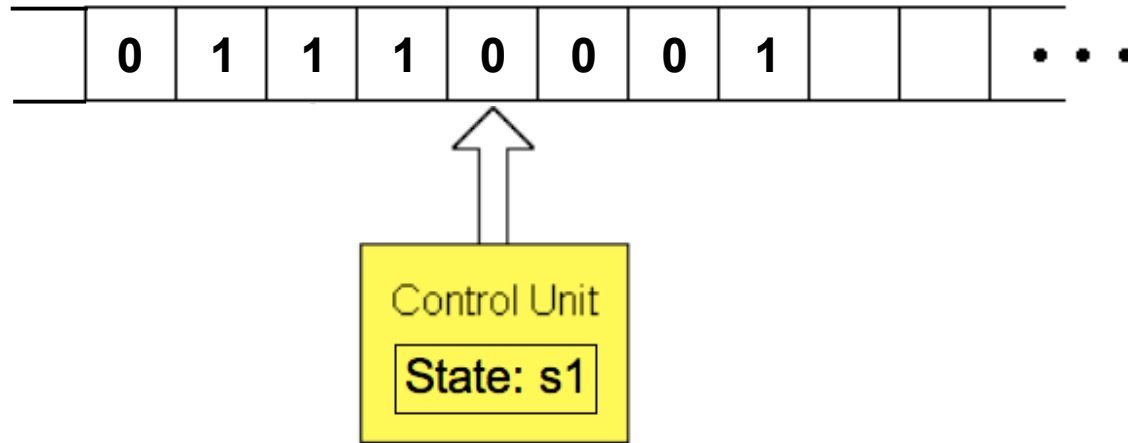 0 1 1 1 0 0 0 1 • • •
Control Unit
State: s1